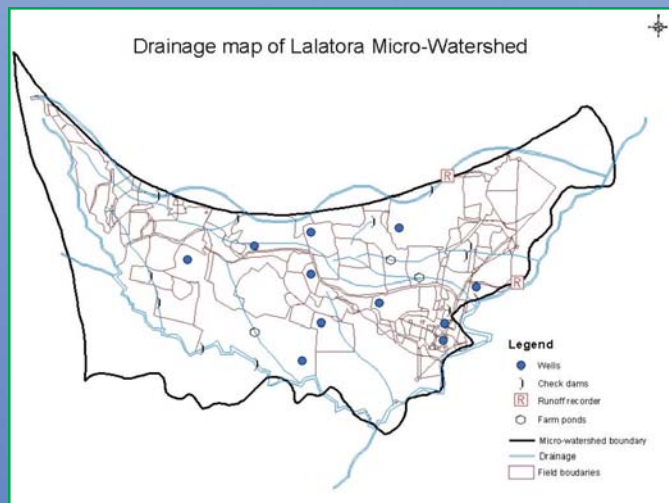 Drainage map of Lalatora Micro-Watershed
R
R
Legend
Wells
Check dams
R Runoff recorder
Farm ponds
Micro-watershed boundary
Drainage
Field boudaries